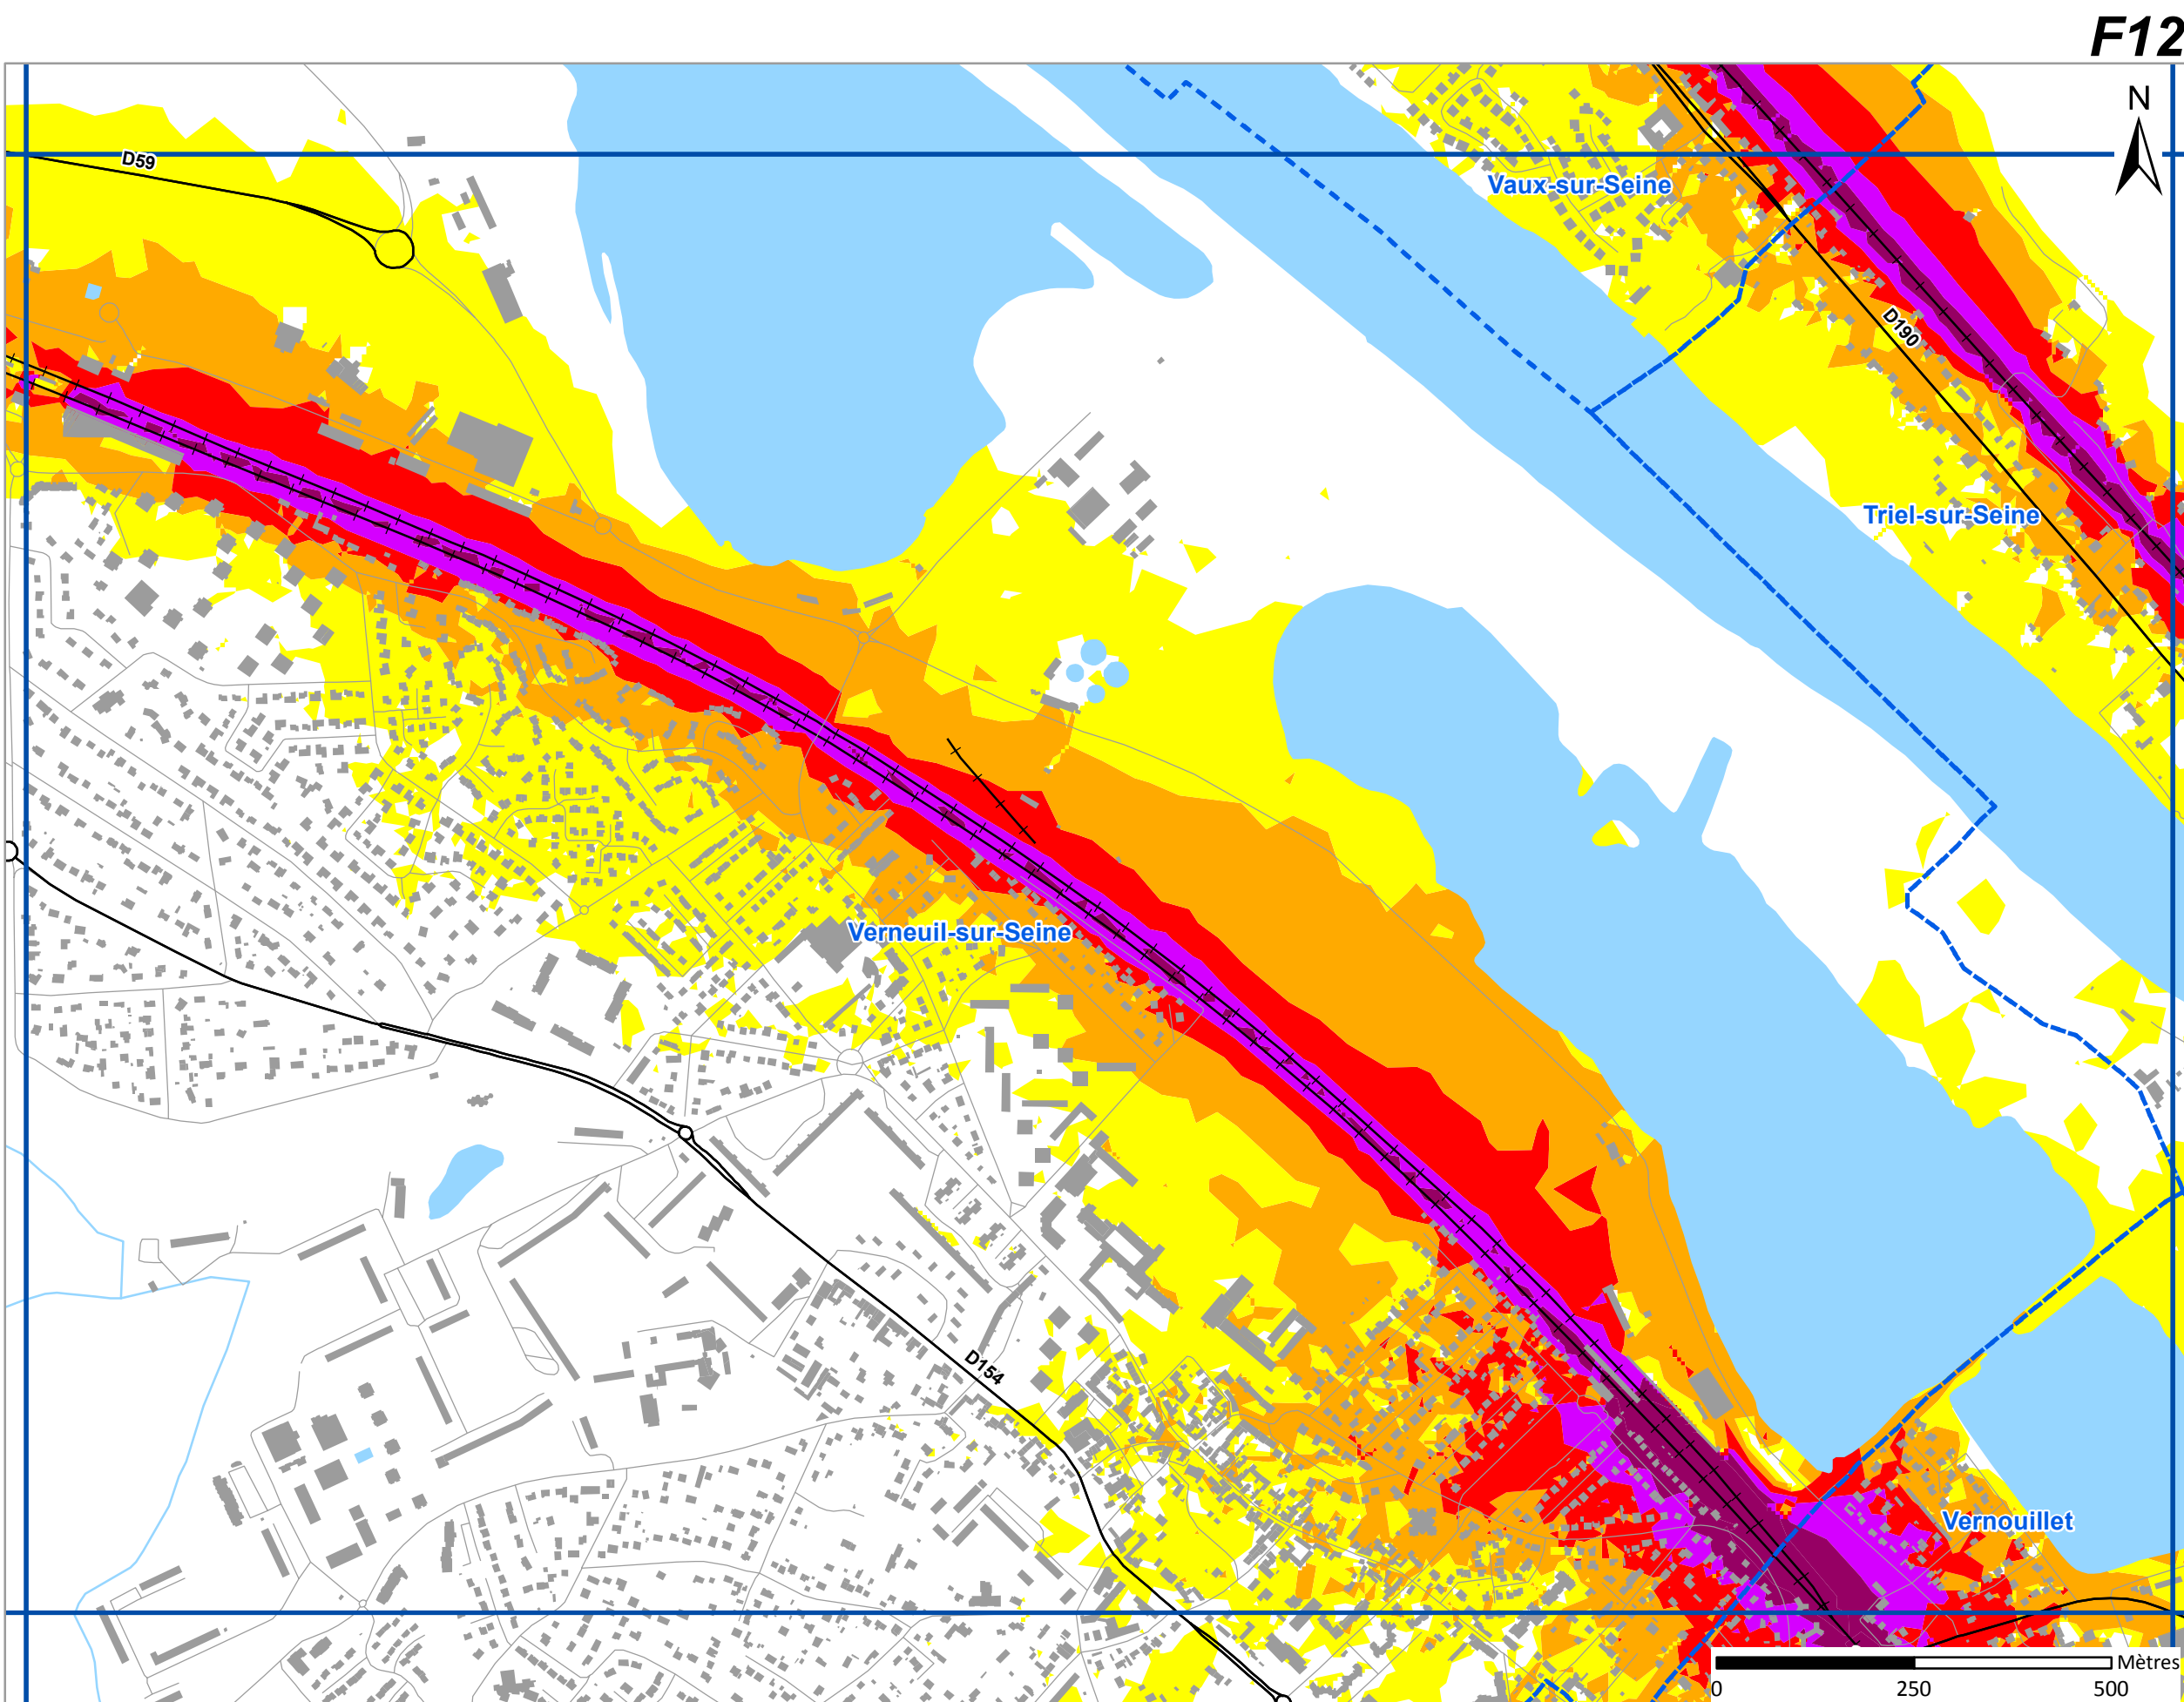 F12
N
D59
Vaux-sur-Seine
D190
Triel-sur-Seine
Verneuil-sur-Seine
D154
Vernouillet
Mètres
0 250 500